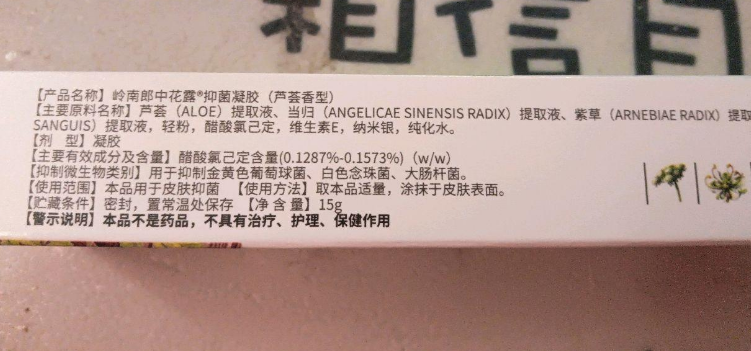 相信自
【产品名称】岭南郎中花露®抑菌凝胶（芦荟香型）
【主要原料名称】芦荟（ALOE）提取液、当归（ANGELICAE SINENSIS RADIX）提取液、紫草（ARNEBIAE RADIX）提取
SANGUIS）提取液，轻粉，醋酸氯己定，维生素E，纳米银，纯化水。
【剂 型】凝胶
【主要有效成分及含量】醋酸氯己定含量(0.1287%-0.1573%)（w/w）
【抑制微生物类别】用于抑制金黄色葡萄球菌、白色念珠菌、大肠杆菌。
【使用范围】本品用于皮肤抑菌 【使用方法】取本品适量，涂抹于皮肤表面。
【贮藏条件】密封，置常温处保存 【净 含 量】15g
【警示说明】本品不是药品，不具有治疗、护理、保健作用